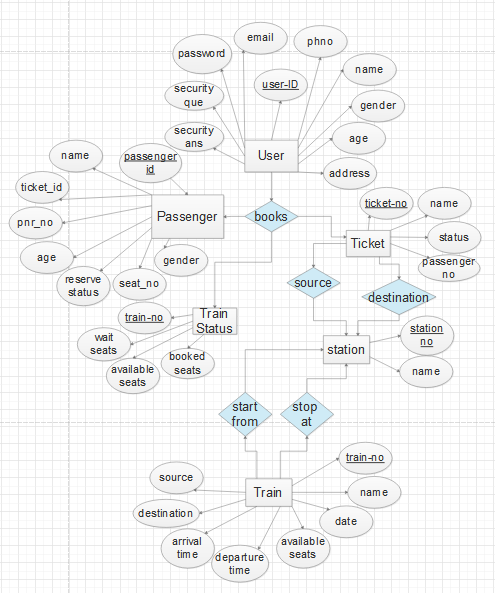 email
phno
password
user-ID
name
security
que
gender
security
ans
age
User
address
name
passenger
id
ticket_id
pnr_no
Passenger
books
ticket-no
name
status
Ticket
passenger
no
age
reserve
status
seat_no
gender
source
destination
train-no
Train
Status
wait
seats
available
seats
booked
seats
station
station
no
name
start
from
stop
at
train-no
source
Train
name
destination
date
arrival
time
departure
time
available
seats